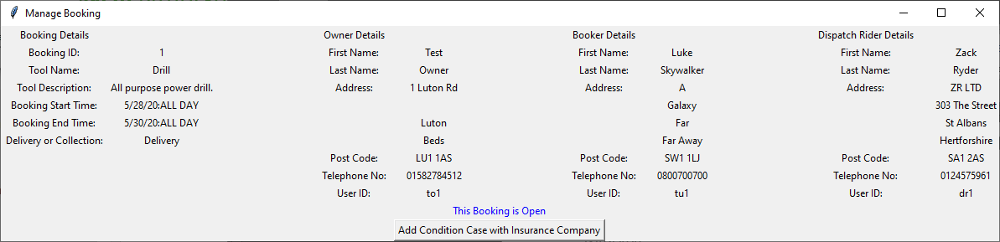 Manage Booking
Booking Details Owner Details Booker Details Dispatch Rider Details
Booking ID: 1 First Name: Test First Name: Luke First Name: Zack
Tool Name: Drill Last Name: Owner Last Name: Skywalker Last Name: Ryder
Tool Description: All purpose power drill. Address: 1 Luton Rd Address: A Address: ZR LTD
Booking Start Time: 5/28/20:ALL DAY Galaxy 303 The Street
Booking End Time: 5/30/20:ALL DAY Luton Far St Albans
Delivery or Collection: Delivery Beds Far Away Hertforshire
Post Code: LU1 1AS Post Code: SW1 1LJ Post Code: SA1 2AS
Telephone No: 01582784512 Telephone No: 0800700700 Telephone No: 0124575961
User ID: to1 User ID: tu1 User ID: dr1
This Booking is Open
Add Condition Case with Insurance Company